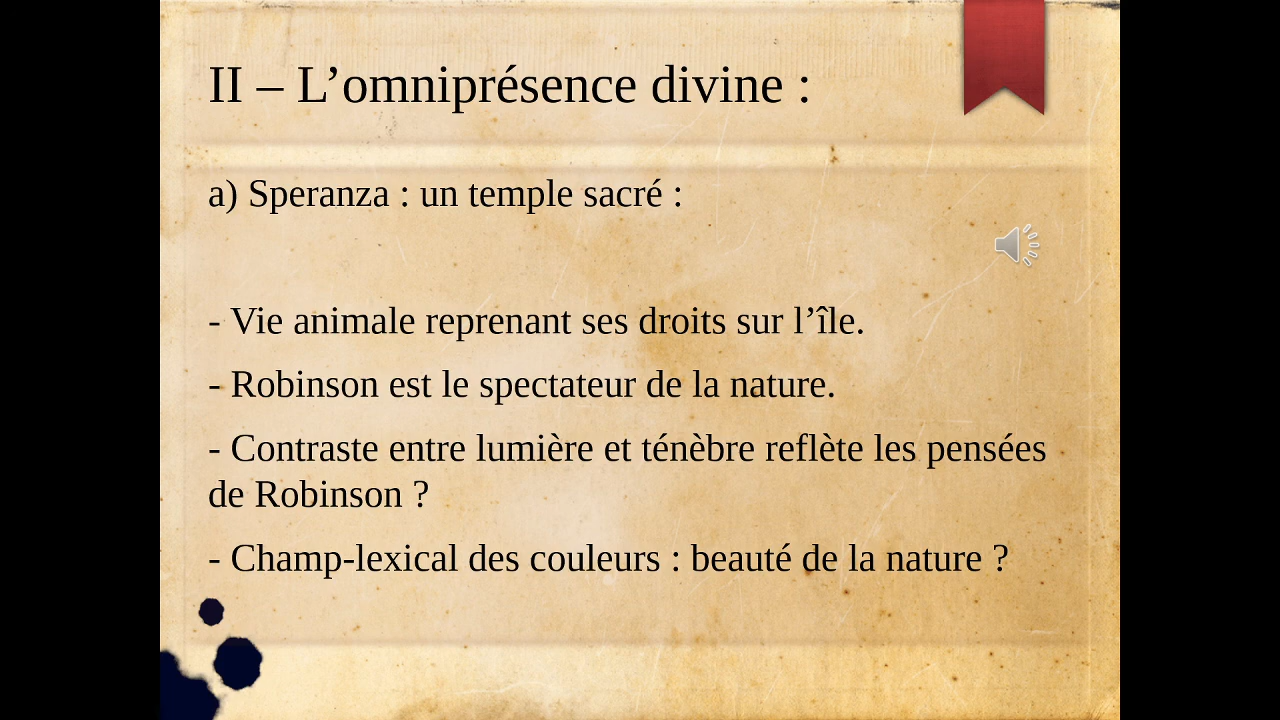 II – L’omniprésence divine :
a) Speranza : un temple sacré :
- Vie animale reprenant ses droits sur l’île.
- Robinson est le spectateur de la nature.
- Contraste entre lumière et ténèbre reflète les pensées
de Robinson ?
- Champ-lexical des couleurs : beauté de la nature ?